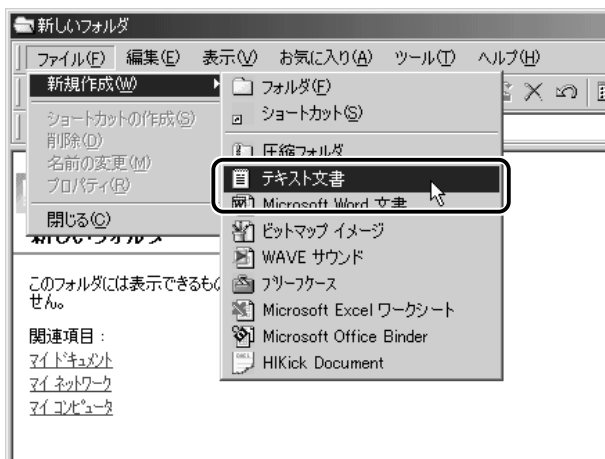 新しいフォルダ
ファイル(F) 編集(E) 表示(V) お気に入り(A) ツール(T) ヘルプ(H)
新規作成(W)
ショートカットの作成(S)
削除(D)
名前の変更(M)
プロパティ(R)
閉じる(C)
フォルダ(F)
ショートカット(S)
圧縮フォルダ
テキスト文書
Microsoft Word 文書
ビットマップ イメージ
WAVE サウンド
ブリーフケース
Microsoft Excel ワークシート
Microsoft Office Binder
HIKick Document
新しいフォルダ
このフォルダには表示できるもの
せん。
関連項目:
マイ ドキュメント
マイ ネットワーク
マイ コンピュータ